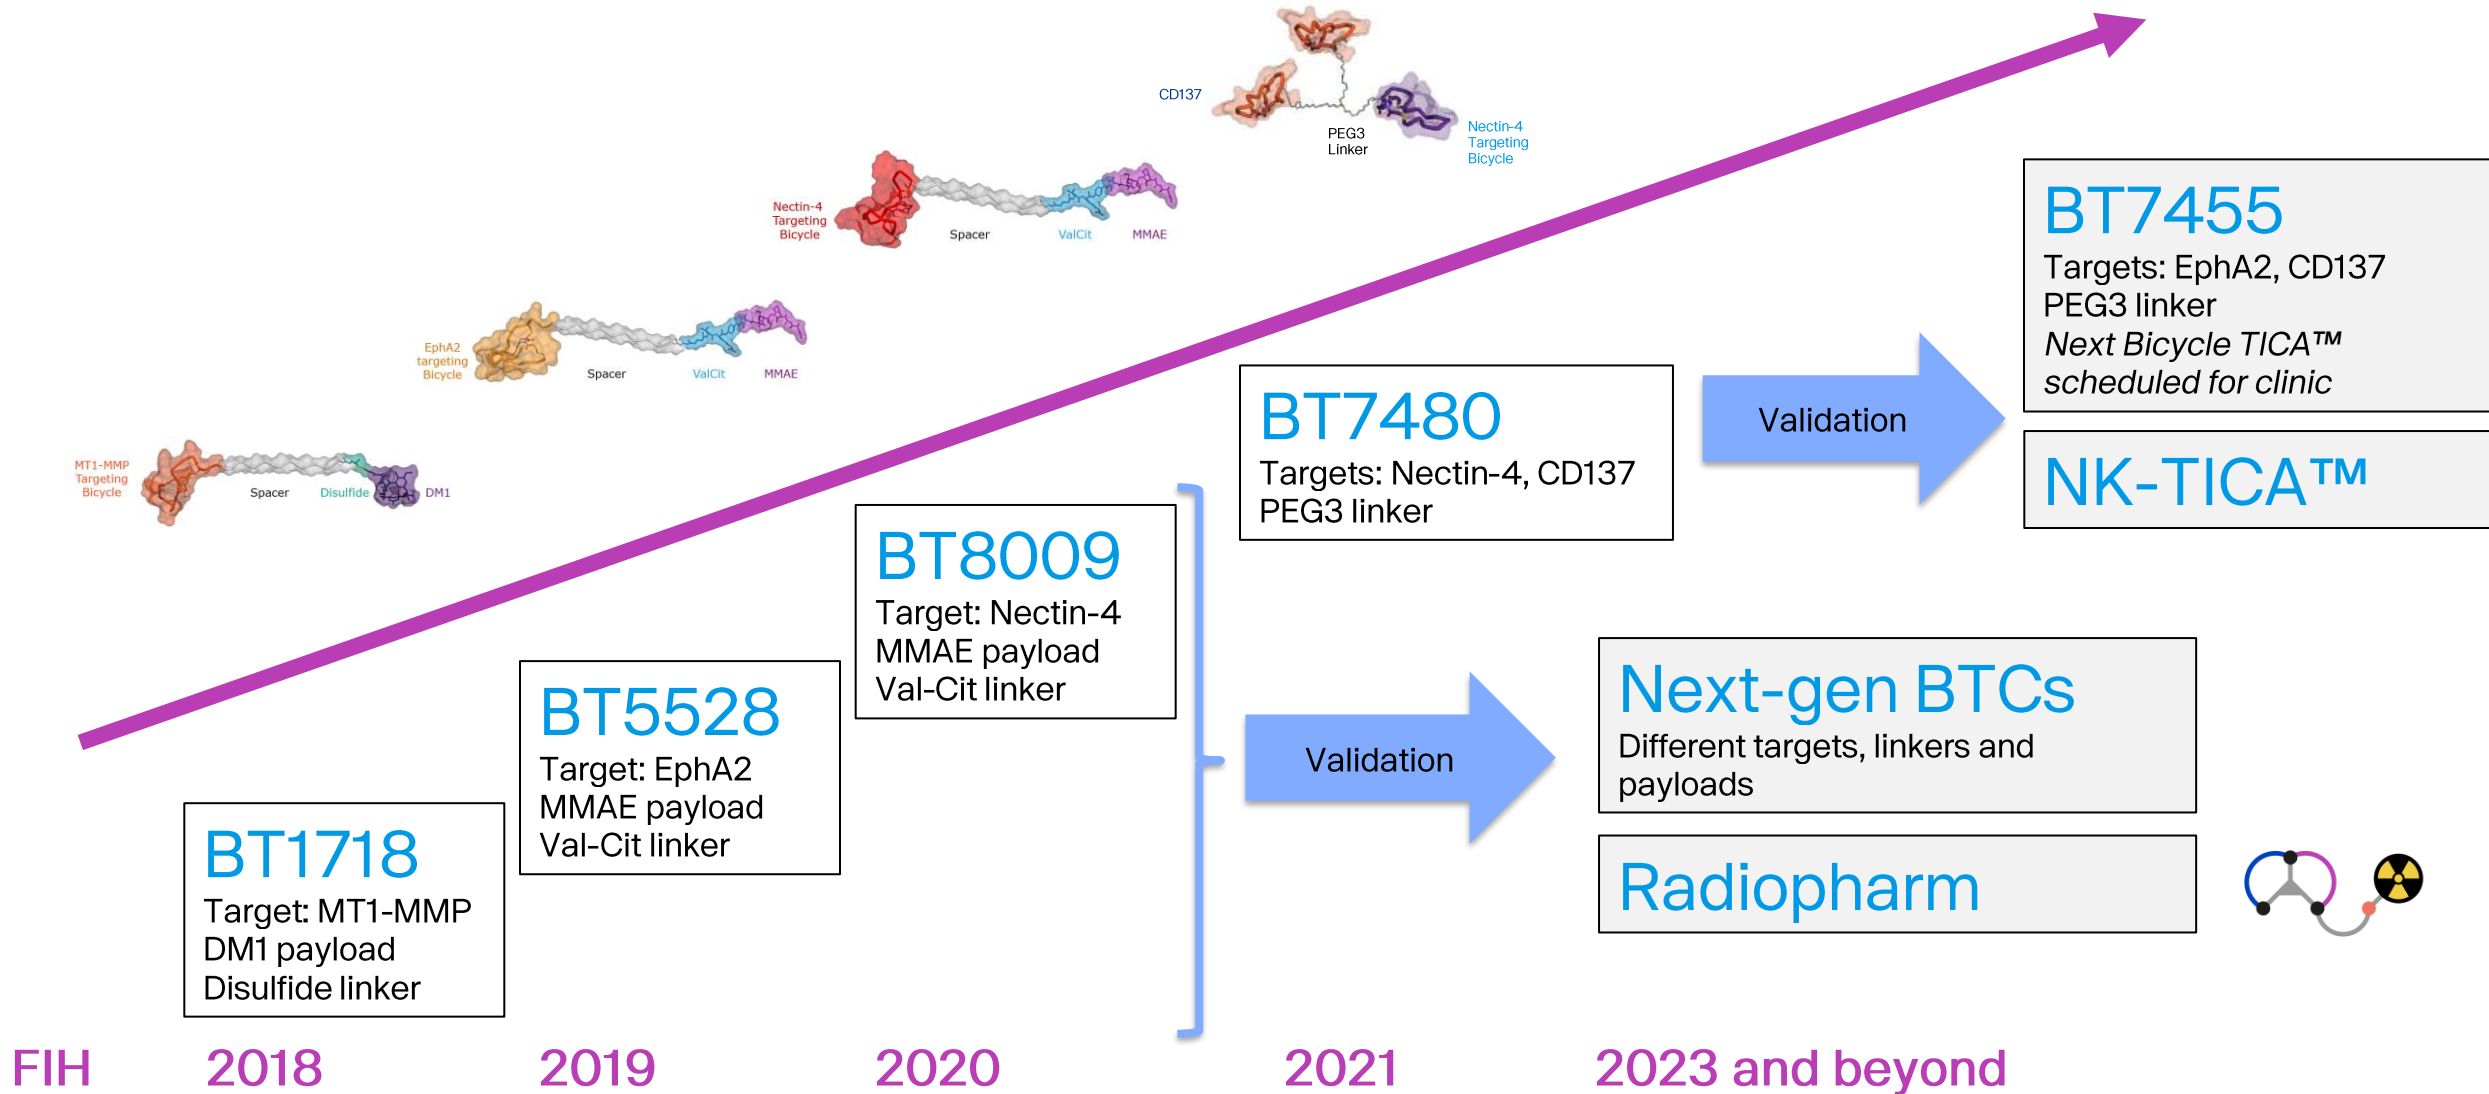 CD137
PEG3
Linker
Nectin-4
Targeting
Bicycle
Nectin-4
Targeting
Bicycle
Spacer
ValCit
MMAE
EphA2
targeting
Bicycle
Spacer
ValCit
MMAE
MT1-MMP
Targeting
Bicycle
Spacer
Disulfide
DM1
BT1718
Target: MT1-MMP
DM1 payload
Disulfide linker
BT5528
Target: EphA2
MMAE payload
Val-Cit linker
BT8009
Target: Nectin-4
MMAE payload
Val-Cit linker
BT7480
Targets: Nectin-4, CD137
PEG3 linker
Validation
BT7455
Targets: EphA2, CD137
PEG3 linker
Next Bicycle TICA™
scheduled for clinic
NK-TICA™
Validation
Next-gen BTCs
Different targets, linkers and
payloads
Radiopharm
FIH
2018
2019
2020
2021
2023 and beyond